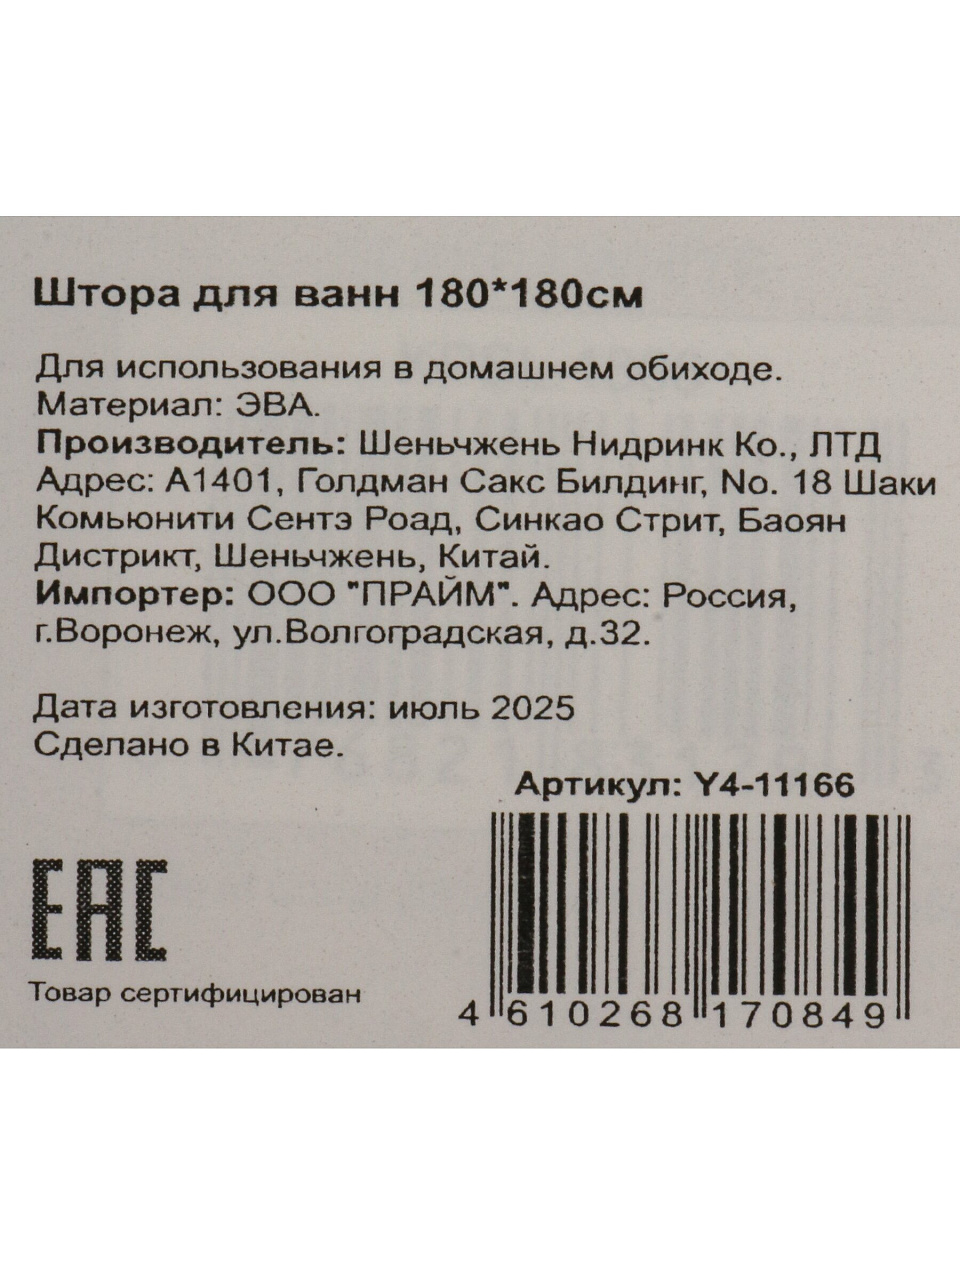 Штора для ванн 180*180см
Для использования в домашнем обиходе.
Материал: ЭВА.
Производитель: Шеньчжень Нидринк Ко., ЛТД
Адрес: А1401, Голдман Сакс Билдинг, No. 18 Шаки
Комьюнити Сентэ Роад, Синкао Стрит, Баоян
Дистрикт, Шеньчжень, Китай.
Импортер: ООО "ПРАЙМ". Адрес: Россия,
г.Воронеж, ул.Волгоградская, д.32.
Дата изготовления: июль 2025
Сделано в Китае.
Артикул: Y4-11166
ЕАС
Товар сертифицирован
4 610268 170849